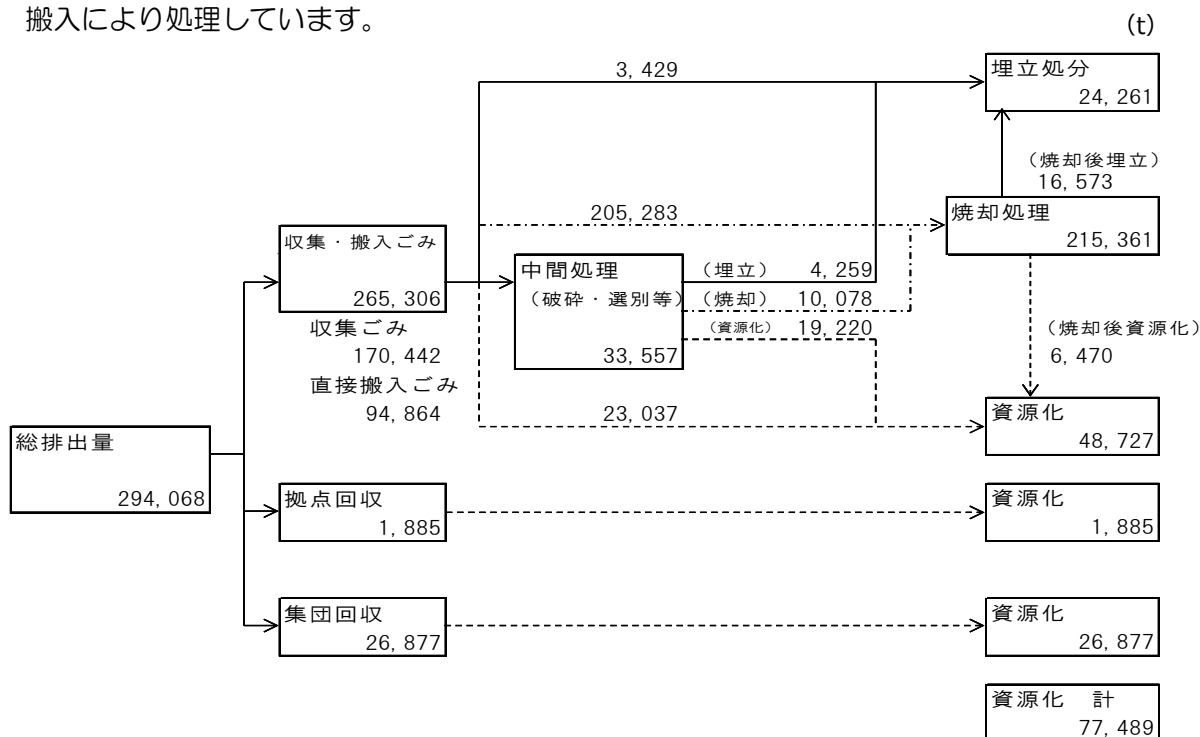 搬入により処理しています。
(t)
3,429
埋立処分
24,261
(焼却後埋立)
16,573
205,283
焼却処理
215,361
収集・搬入ごみ
265,306
中間処理
(破砕・選別等)
33,557
(埋立) 4,259
(焼却) 10,078
(資源化) 19,220
収集ごみ
170,442
直接搬入ごみ
94,864
(焼却後資源化)
6,470
23,037
資源化
48,727
総排出量
294,068
拠点回収
1,885
資源化
1,885
集団回収
26,877
資源化
26,877
資源化 計
77,489